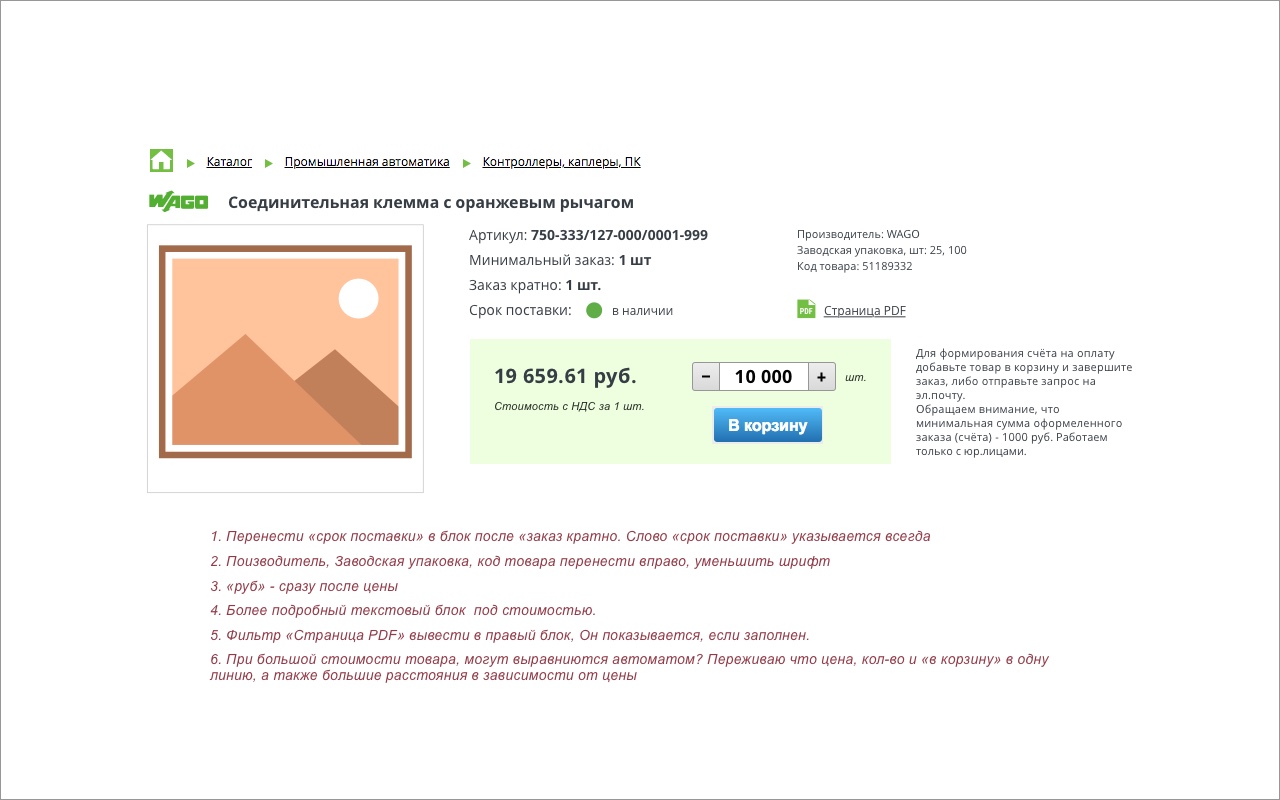 Каталог Промышленная автоматика Контроллеры, каплеры, ПК
WAGO Соединительная клемма с оранжевым рычагом
Артикул: 750-333/127-000/0001-999
Минимальный заказ: 1 шт
Заказ кратно: 1 шт.
Срок поставки: в наличии
Производитель: WAGO
Заводская упаковка, шт: 25, 100
Код товара: 51189332
PDF Страница PDF
19 659.61 руб.
Стоимость с НДС за 1 шт.
− 10 000 + шт.
В корзину
Для формирования счёта на оплату
добавьте товар в корзину и завершите
заказ, либо отправьте запрос на
эл.почту.
Обращаем внимание, что
минимальная сумма оформеленного
заказа (счёта) - 1000 руб. Работаем
только с юр.лицами.
1. Перенести «срок поставки» в блок после «заказ кратно. Слово «срок поставки» указывается всегда
2. Поизводитель, Заводская упаковка, код товара перенести вправо, уменьшить шрифт
3. «руб» - сразу после цены
4. Более подробный текстовый блок под стоимостью.
5. Фильтр «Страница PDF» вывести в правый блок, Он показывается, если заполнен.
6. При большой стоимости товара, могут выравниются автоматом? Переживаю что цена, кол-во и «в корзину» в одну
линию, а также большие расстояния в зависимости от цены